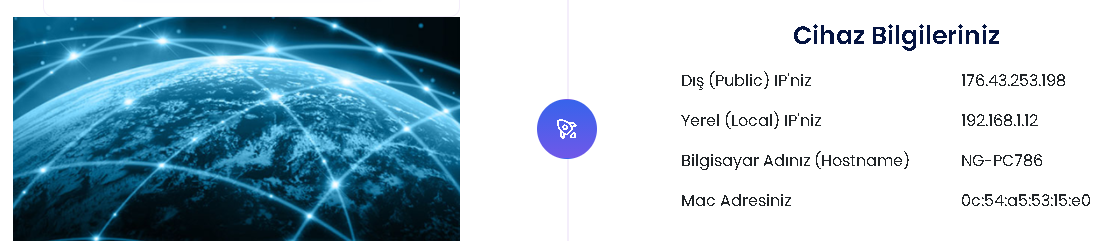 Cihaz Bilgileriniz
Dış (Public) IP'niz 176.43.253.198
Yerel (Local) IP'niz 192.168.1.12
Bilgisayar Adınız (Hostname) NG-PC786
Mac Adresiniz 0c:54:a5:53:15:e0